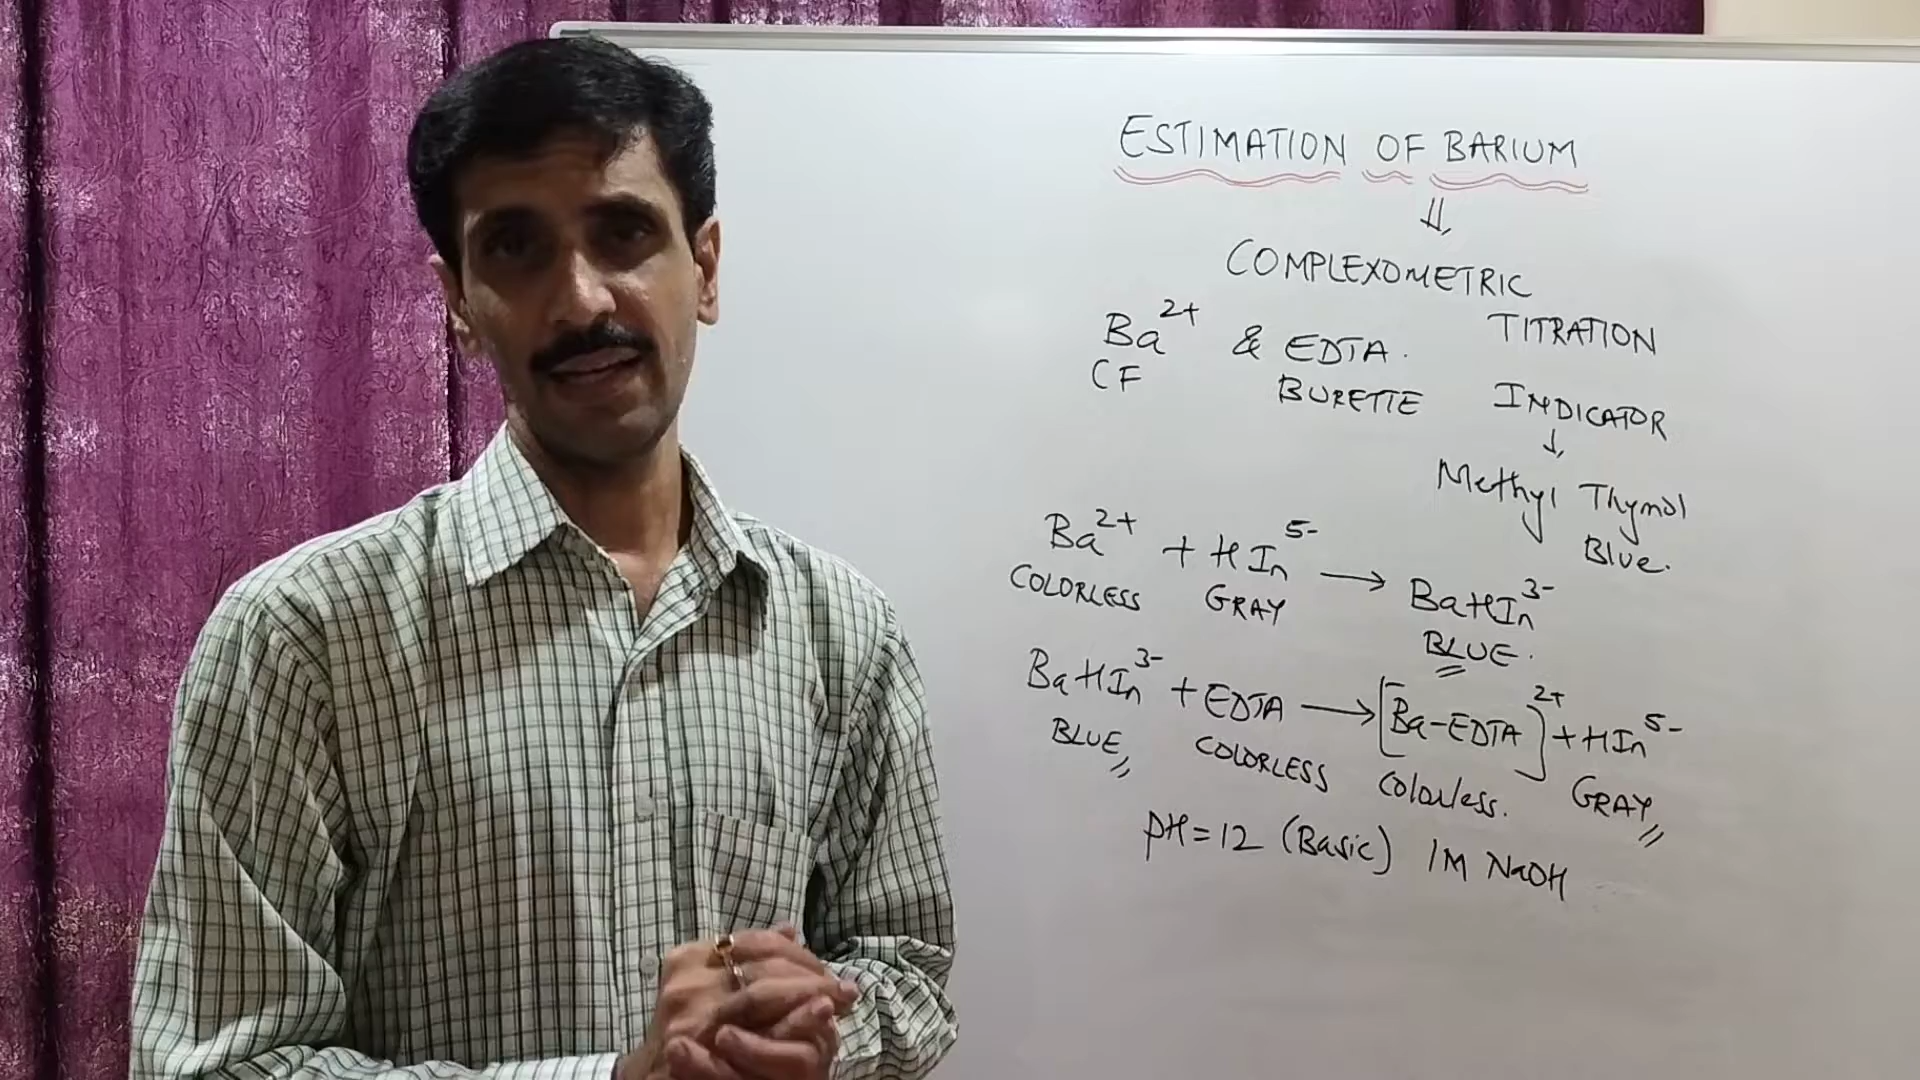 ESTIMATION OF BARIUM
⇓
COMPLEXOMETRIC
TITRATION
Ba²⁺ & EDTA.
CF BURETTE
INDICATOR
↓
Methyl Thymol
Blue.
Ba²⁺ + HIn⁵⁻ → BaHIn³⁻
COLORLESS GRAY BLUE.
BaHIn³⁻ + EDTA → [Ba-EDTA]²⁺ + HIn⁵⁻
BLUE COLORLESS Colorless. GRAY
pH = 12 (Basic) 1M NaOH